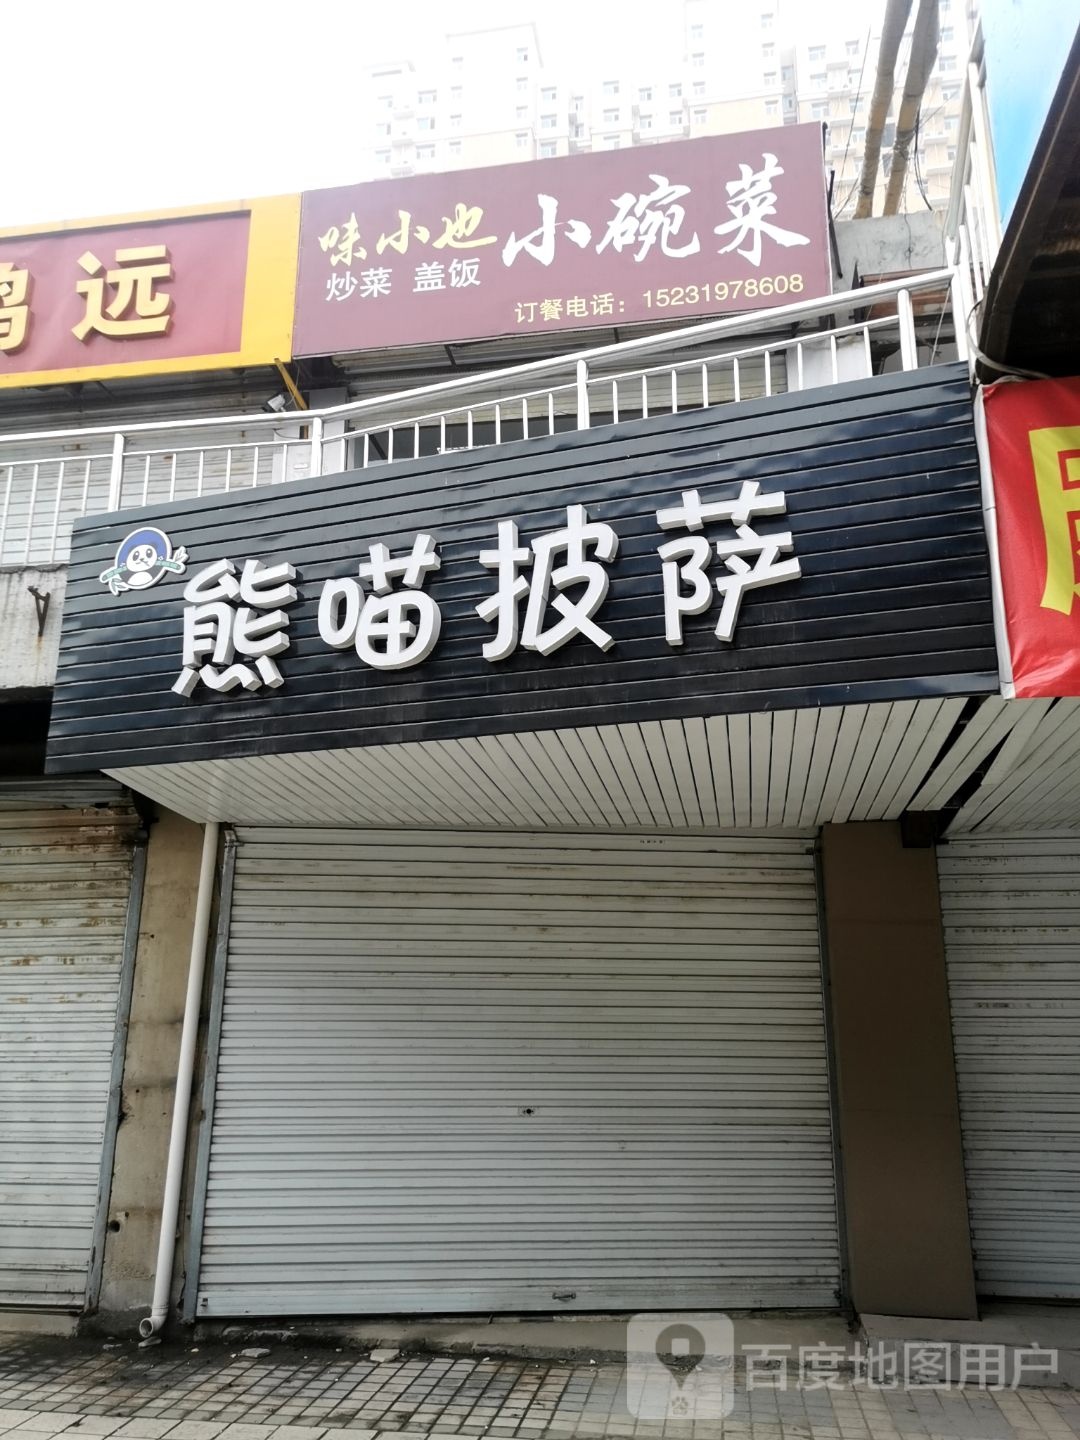 味小也 小碗菜
炒菜 盖饭
订餐电话：15231978608
鸿远
熊喵披萨
百度地图用户